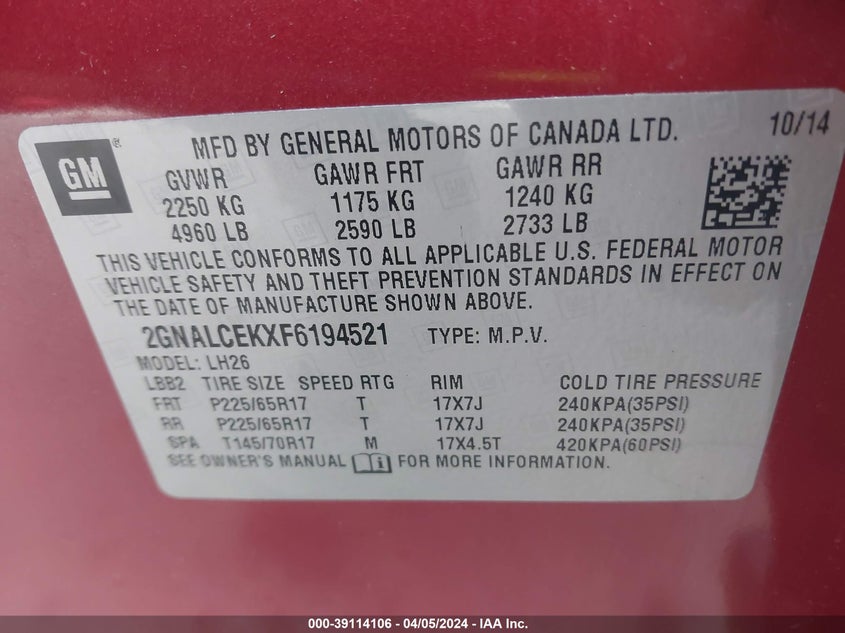 GM
MFD BY GENERAL MOTORS OF CANADA LTD. 10/14
GVWR GAWR FRT GAWR RR
2250 KG 1175 KG 1240 KG
4960 LB 2590 LB 2733 LB
THIS VEHICLE CONFORMS TO ALL APPLICABLE U.S. FEDERAL MOTOR
VEHICLE SAFETY AND THEFT PREVENTION STANDARDS IN EFFECT ON
THE DATE OF MANUFACTURE SHOWN ABOVE.
2GNALCEKXF6194521 TYPE: M.P.V.
MODEL: LH26
LBB2 TIRE SIZE SPEED RTG RIM COLD TIRE PRESSURE
FRT P225/65R17 T 17X7J 240KPA(35PSI)
RR P225/65R17 T 17X7J 240KPA(35PSI)
SPA T145/70R17 M 17X4.5T 420KPA(60PSI)
SEE OWNER'S MANUAL FOR MORE INFORMATION.
000-39114106 - 04/05/2024 - IAA Inc.